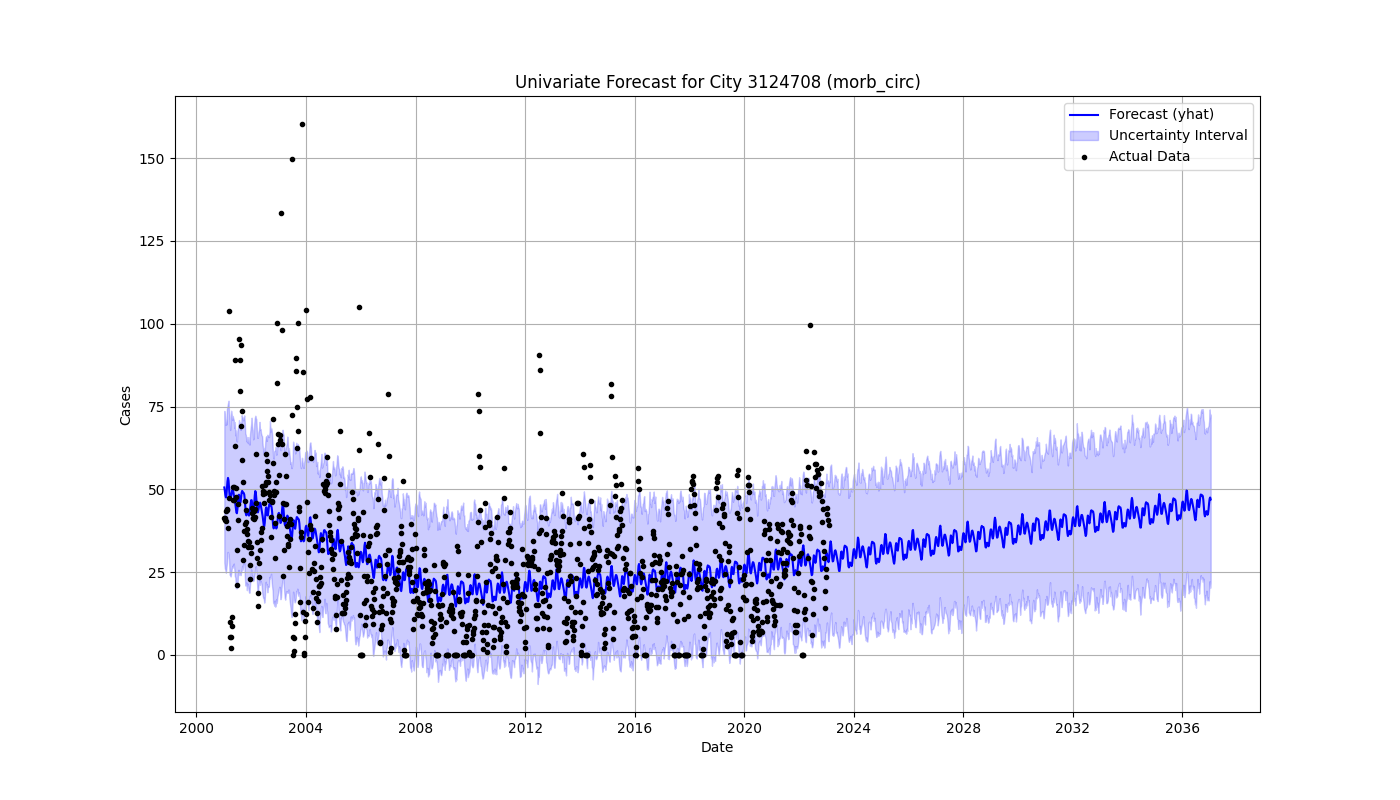 Univariate Forecast for City 3124708 (morb_circ)
Forecast (yhat)
Uncertainty Interval
Actual Data
Cases
150
125
100
75
50
25
0
2000 2004 2008 2012 2016 2020 2024 2028 2032 2036
Date